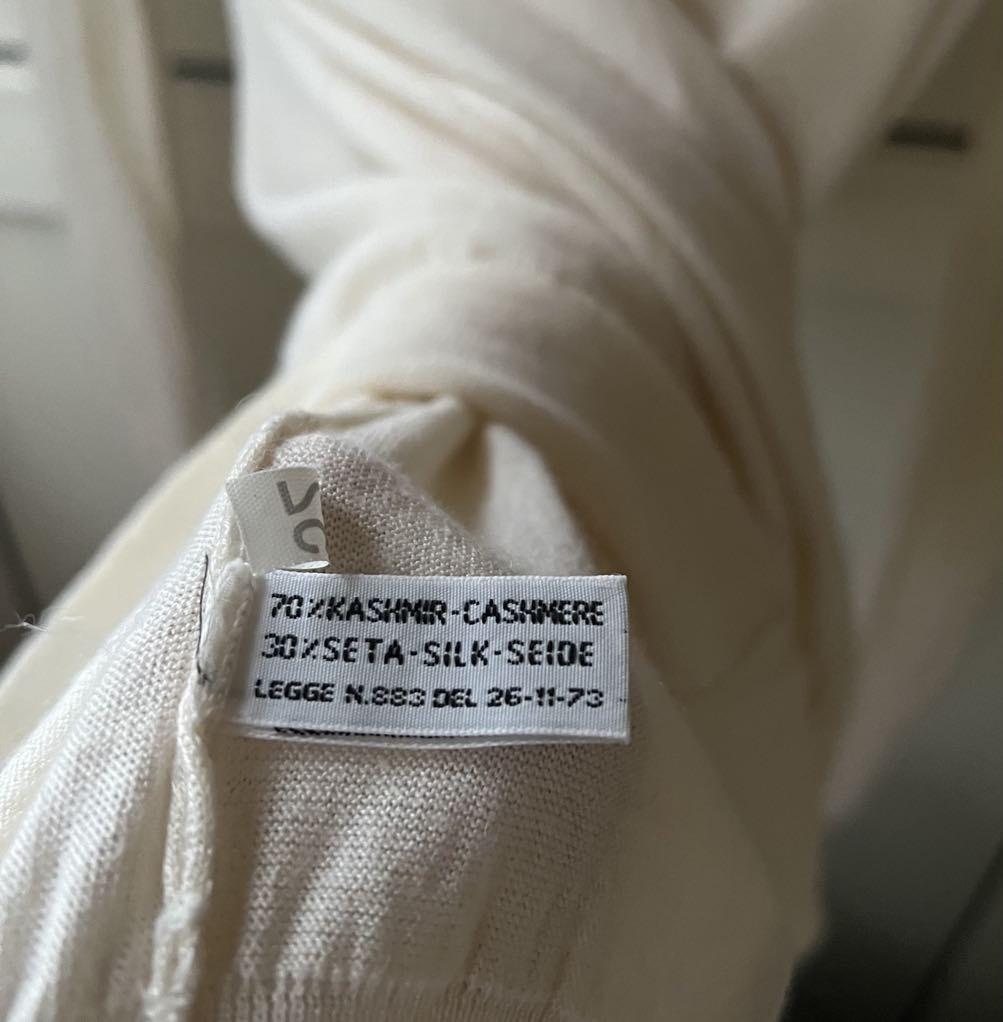 70%KASHMIR-CASHMERE
30%SETA-SILK-SEIDE
LEGGE N.883 DEL 26-11-73